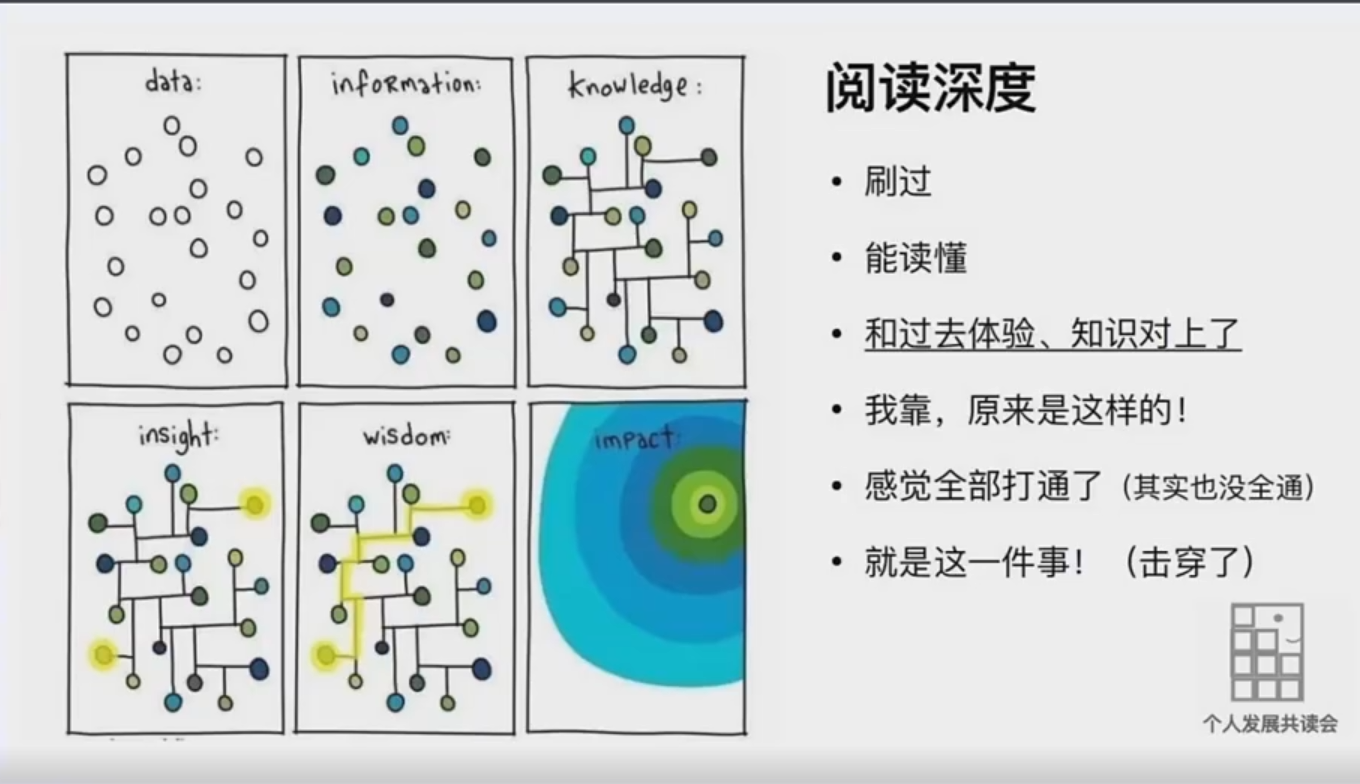 data:
information:
knowledge:
insight:
wisdom:
impact:
阅读深度
• 刷过
• 能读懂
• 和过去体验、知识对上了
• 我靠，原来是这样的！
• 感觉全部打通了（其实也没全通）
• 就是这一件事！（击穿了）
个人发展共读会